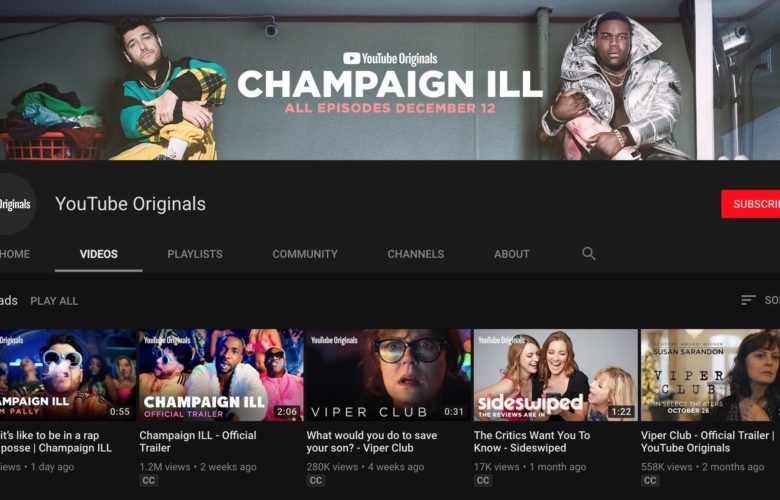 YouTube Originals
CHAMPAIGN ILL
ALL EPISODES DECEMBER 12
Originals
YouTube Originals
SUBSCRI
HOME VIDEOS PLAYLISTS COMMUNITY CHANNELS ABOUT
ads PLAY ALL SO
YouTube Originals
AMPAIGN ILL
M PALLY
0:55
YouTube Originals
CHAMPAIGN ILL
OFFICIAL TRAILER
2:06
YouTube Originals
VIPER CLUB
0:31
YouTube Originals
sideswiped
THE REVIEWS ARE IN
1:22
ACADEMY AWARD WINNER
SUSAN SARANDON
VIPER
CLUB
IN SELECT THEATERS
OCTOBER 26
2:15
it's like to be in a rap
posse | Champaign ILL
iews • 1 day ago
Champaign ILL - Official
Trailer
1.2M views • 2 weeks ago
CC
What would you do to save
your son? - Viper Club
280K views • 4 weeks ago
CC
The Critics Want You To
Know - Sideswiped
17K views • 1 month ago
CC
Viper Club - Official Trailer |
YouTube Originals
558K views • 2 months ago
CC